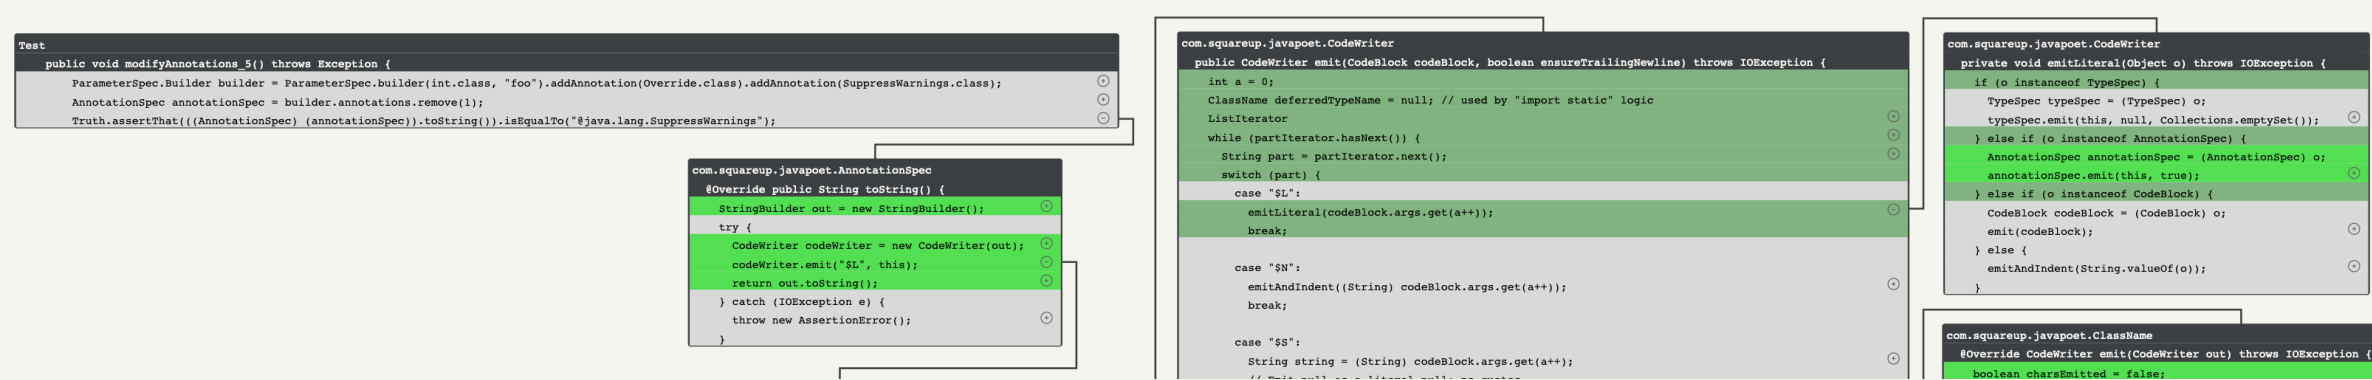 Test
public void modifyAnnotations_5() throws Exception {
ParameterSpec.Builder builder = ParameterSpec.builder(int.class, "foo").addAnnotation(Override.class).addAnnotation(SuppressWarnings.class);
AnnotationSpec annotationSpec = builder.annotations.remove(1);
Truth.assertThat(((AnnotationSpec) (annotationSpec)).toString()).isEqualTo("@java.lang.SuppressWarnings");
com.squareup.javapoet.AnnotationSpec
@Override public String toString() {
StringBuilder out = new StringBuilder();
try {
CodeWriter codeWriter = new CodeWriter(out);
codeWriter.emit("$L", this);
return out.toString();
} catch (IOException e) {
throw new AssertionError();
}
com.squareup.javapoet.CodeWriter
public CodeWriter emit(CodeBlock codeBlock, boolean ensureTrailingNewline) throws IOException {
int a = 0;
ClassName deferredTypeName = null; // used by "import static" logic
ListIterator
while (partIterator.hasNext()) {
String part = partIterator.next();
switch (part) {
case "$L":
emitLiteral(codeBlock.args.get(a++));
break;
case "$N":
emitAndIndent((String) codeBlock.args.get(a++));
break;
case "$S":
String string = (String) codeBlock.args.get(a++);
com.squareup.javapoet.CodeWriter
private void emitLiteral(Object o) throws IOException {
if (o instanceof TypeSpec) {
TypeSpec typeSpec = (TypeSpec) o;
typeSpec.emit(this, null, Collections.emptySet());
} else if (o instanceof AnnotationSpec) {
AnnotationSpec annotationSpec = (AnnotationSpec) o;
annotationSpec.emit(this, true);
} else if (o instanceof CodeBlock) {
CodeBlock codeBlock = (CodeBlock) o;
emit(codeBlock);
} else {
emitAndIndent(String.valueOf(o));
}
com.squareup.javapoet.ClassName
@Override CodeWriter emit(CodeWriter out) throws IOException {
boolean charsEmitted = false;